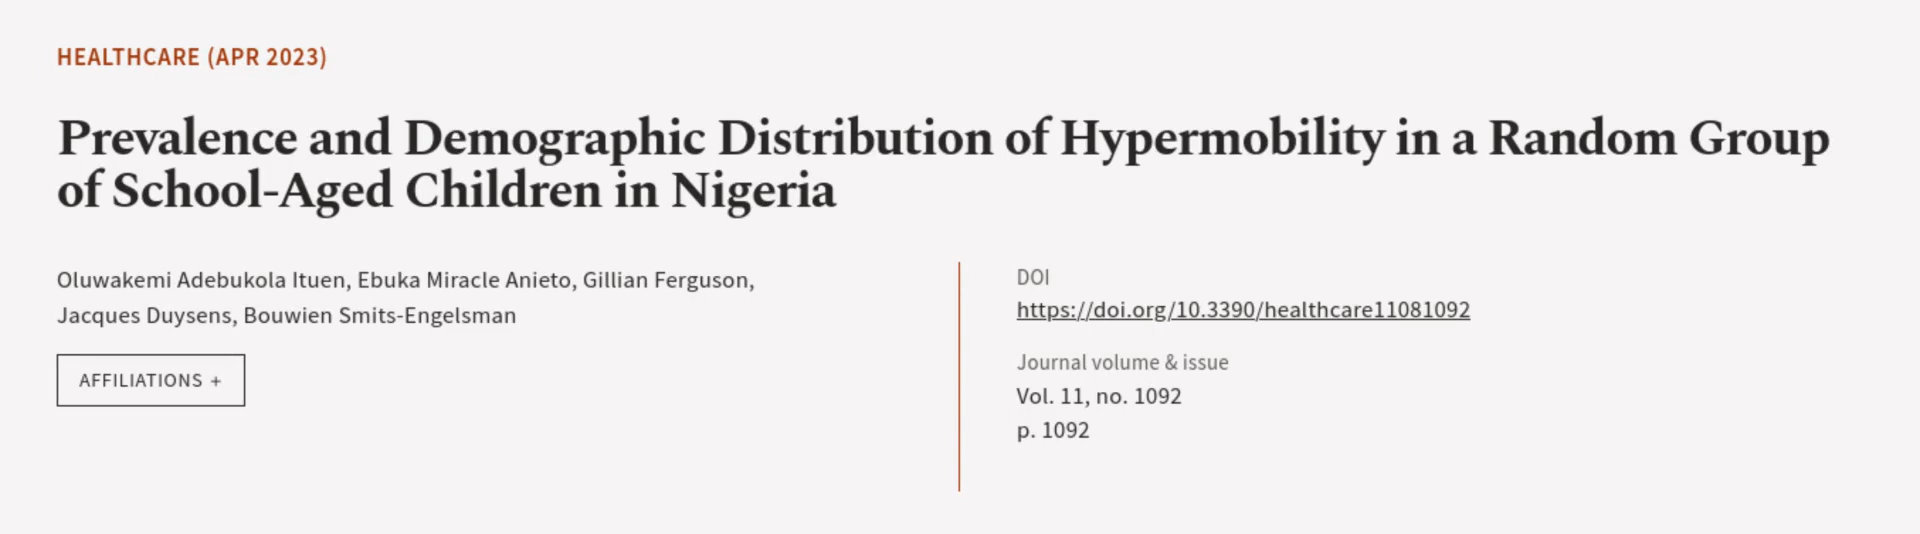 HEALTHCARE (APR 2023)
Prevalence and Demographic Distribution of Hypermobility in a Random Group
of School-Aged Children in Nigeria
Oluwakemi Adebukola Ituen, Ebuka Miracle Anieto, Gillian Ferguson,
Jacques Duysens, Bouwien Smits-Engelsman
AFFILIATIONS +
DOI
https://doi.org/10.3390/healthcare11081092
Journal volume & issue
Vol. 11, no. 1092
p. 1092